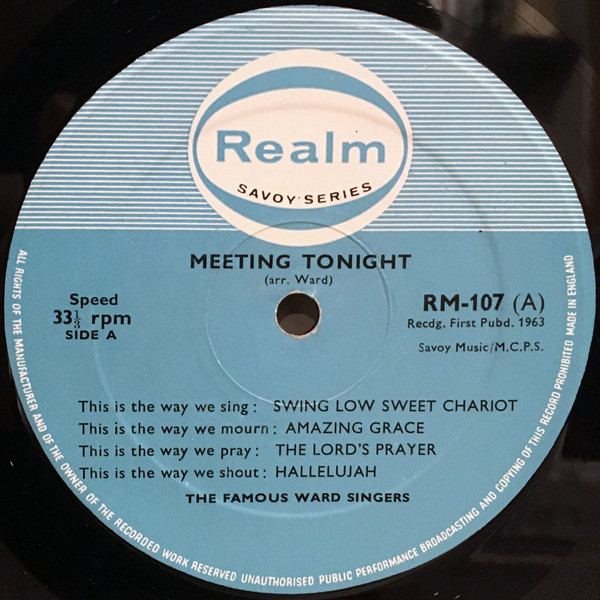 Realm
SAVOY SERIES
MEETING TONIGHT
(arr. Ward)
Speed
33⅓ rpm
SIDE A
RM-107 (A)
Recdg. First Pubd. 1963
Savoy Music/M.C.P.S.
This is the way we sing: SWING LOW SWEET CHARIOT
This is the way we mourn: AMAZING GRACE
This is the way we pray: THE LORD'S PRAYER
This is the way we shout: HALLELUJAH
THE FAMOUS WARD SINGERS
ALL RIGHTS OF THE MANUFACTURER AND OF THE OWNER OF THE RECORDED WORK RESERVED UNAUTHORISED PUBLIC PERFORMANCE BROADCASTING AND COPYING OF THIS RECORD PROHIBITED MADE IN ENGLAND